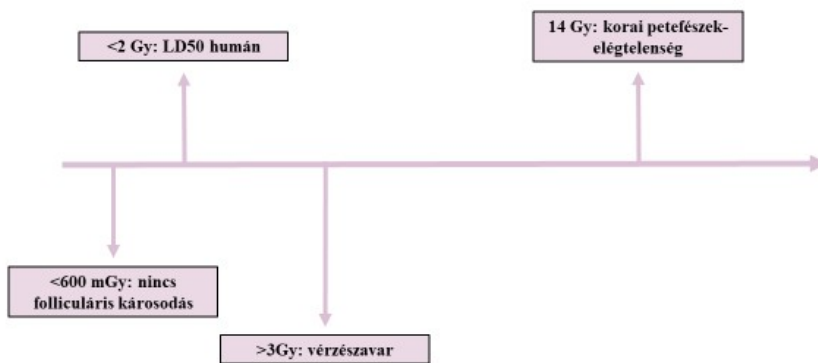 <2 Gy: LD50 humán
14 Gy: korai petefészek-
elégtelenség
<600 mGy: nincs
folliculáris károsodás
>3Gy: vérzészavar